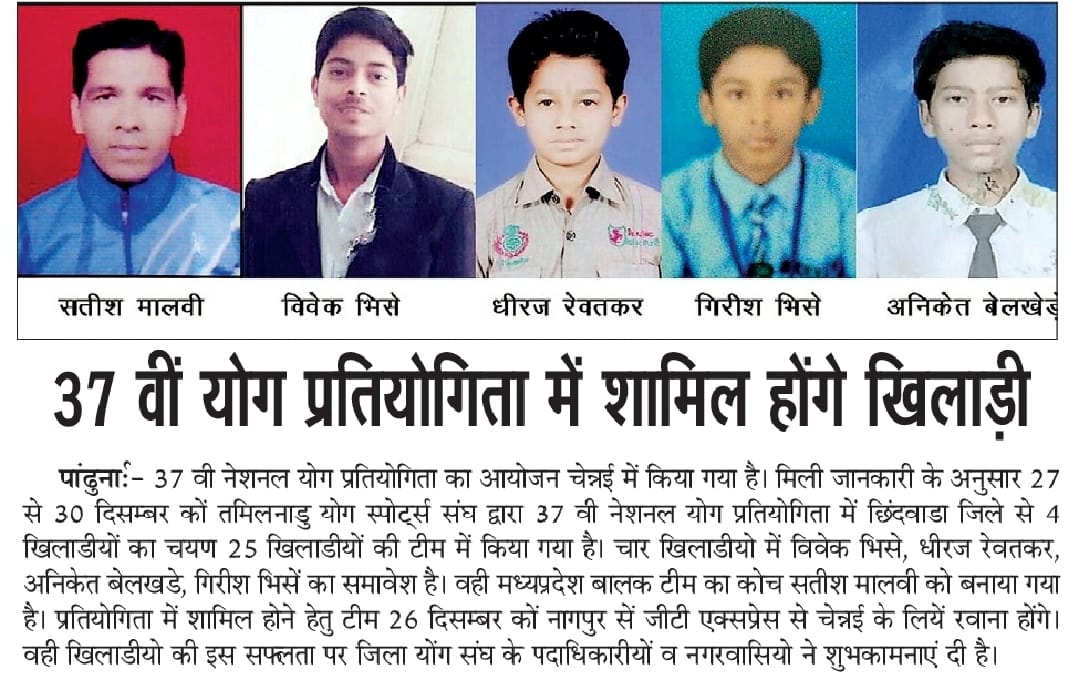 सतीश मालवी विवेक भिसे धीरज रेवतकर गिरीश भिसे अनिकेत बेलखेड़े
37 वीं योग प्रतियोगिता में शामिल होंगे खिलाड़ी
पांढुर्नाः- 37 वी नेशनल योग प्रतियोगिता का आयोजन चेन्नई में किया गया है। मिली जानकारी के अनुसार 27
से 30 दिसम्बर कों तमिलनाडु योग स्पोर्ट्स संघ द्वारा 37 वी नेशनल योग प्रतियोगिता में छिंदवाडा जिले से 4
खिलाडीयों का चयण 25 खिलाडीयों की टीम में किया गया है। चार खिलाडीयो में विवेक भिसे, धीरज रेवतकर,
अनिकेत बेलखडे, गिरीश भिसें का समावेश है। वही मध्यप्रदेश बालक टीम का कोच सतीश मालवी को बनाया गया
है। प्रतियोगिता में शामिल होने हेतु टीम 26 दिसम्बर कों नागपुर सें जीटी एक्सप्रेस से चेन्नई के लियें रवाना होंगे।
वही खिलाडीयो की इस सफ्लता पर जिला योंग संघ के पदाधिकारीयों व नगरवासियो ने शुभकामनाएं दी है।